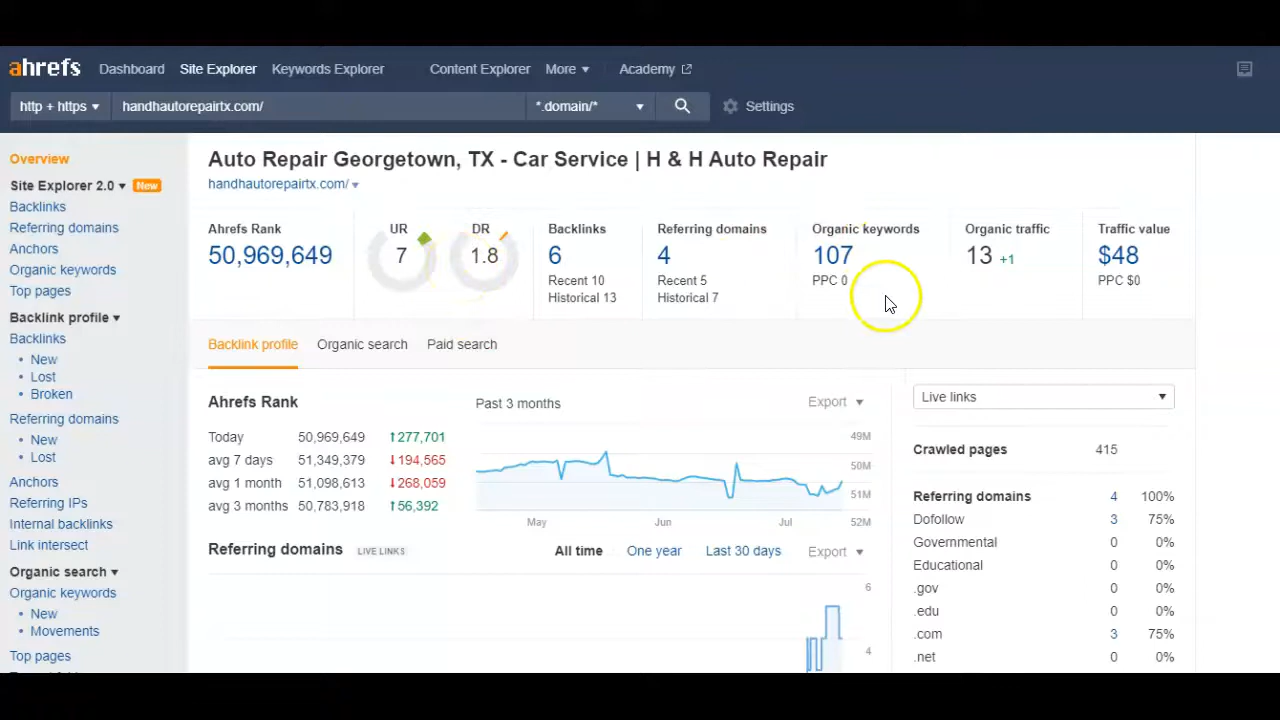 ahrefs Dashboard Site Explorer Keywords Explorer Content Explorer More Academy
http + https handhautorepairtx.com/ *.domain/* Settings
Overview
Site Explorer 2.0 New
Backlinks
Referring domains
Anchors
Organic keywords
Top pages
Backlink profile
Backlinks
• New
• Lost
• Broken
Referring domains
• New
• Lost
Anchors
Referring IPs
Internal backlinks
Link intersect
Organic search
Organic keywords
• New
• Movements
Top pages
Auto Repair Georgetown, TX - Car Service | H & H Auto Repair
handhautorepairtx.com/
Ahrefs Rank
50,969,649
UR
7
DR
1.8
Backlinks
6
Recent 10
Historical 13
Referring domains
4
Recent 5
Historical 7
Organic keywords
107
PPC 0
Organic traffic
13 +1
Traffic value
$48
PPC $0
Backlink profile Organic search Paid search
Ahrefs Rank Past 3 months Export
Today 50,969,649 ↑277,701
avg 7 days 51,349,379 ↓194,565
avg 1 month 51,098,613 ↓268,059
avg 3 months 50,783,918 ↑56,392
49M
50M
51M
52M
May Jun Jul
Referring domains LIVE LINKS All time One year Last 30 days Export
6
4
Live links
Crawled pages 415
Referring domains 4 100%
Dofollow 3 75%
Governmental 0 0%
Educational 0 0%
.gov 0 0%
.edu 0 0%
.com 3 75%
.net 0 0%